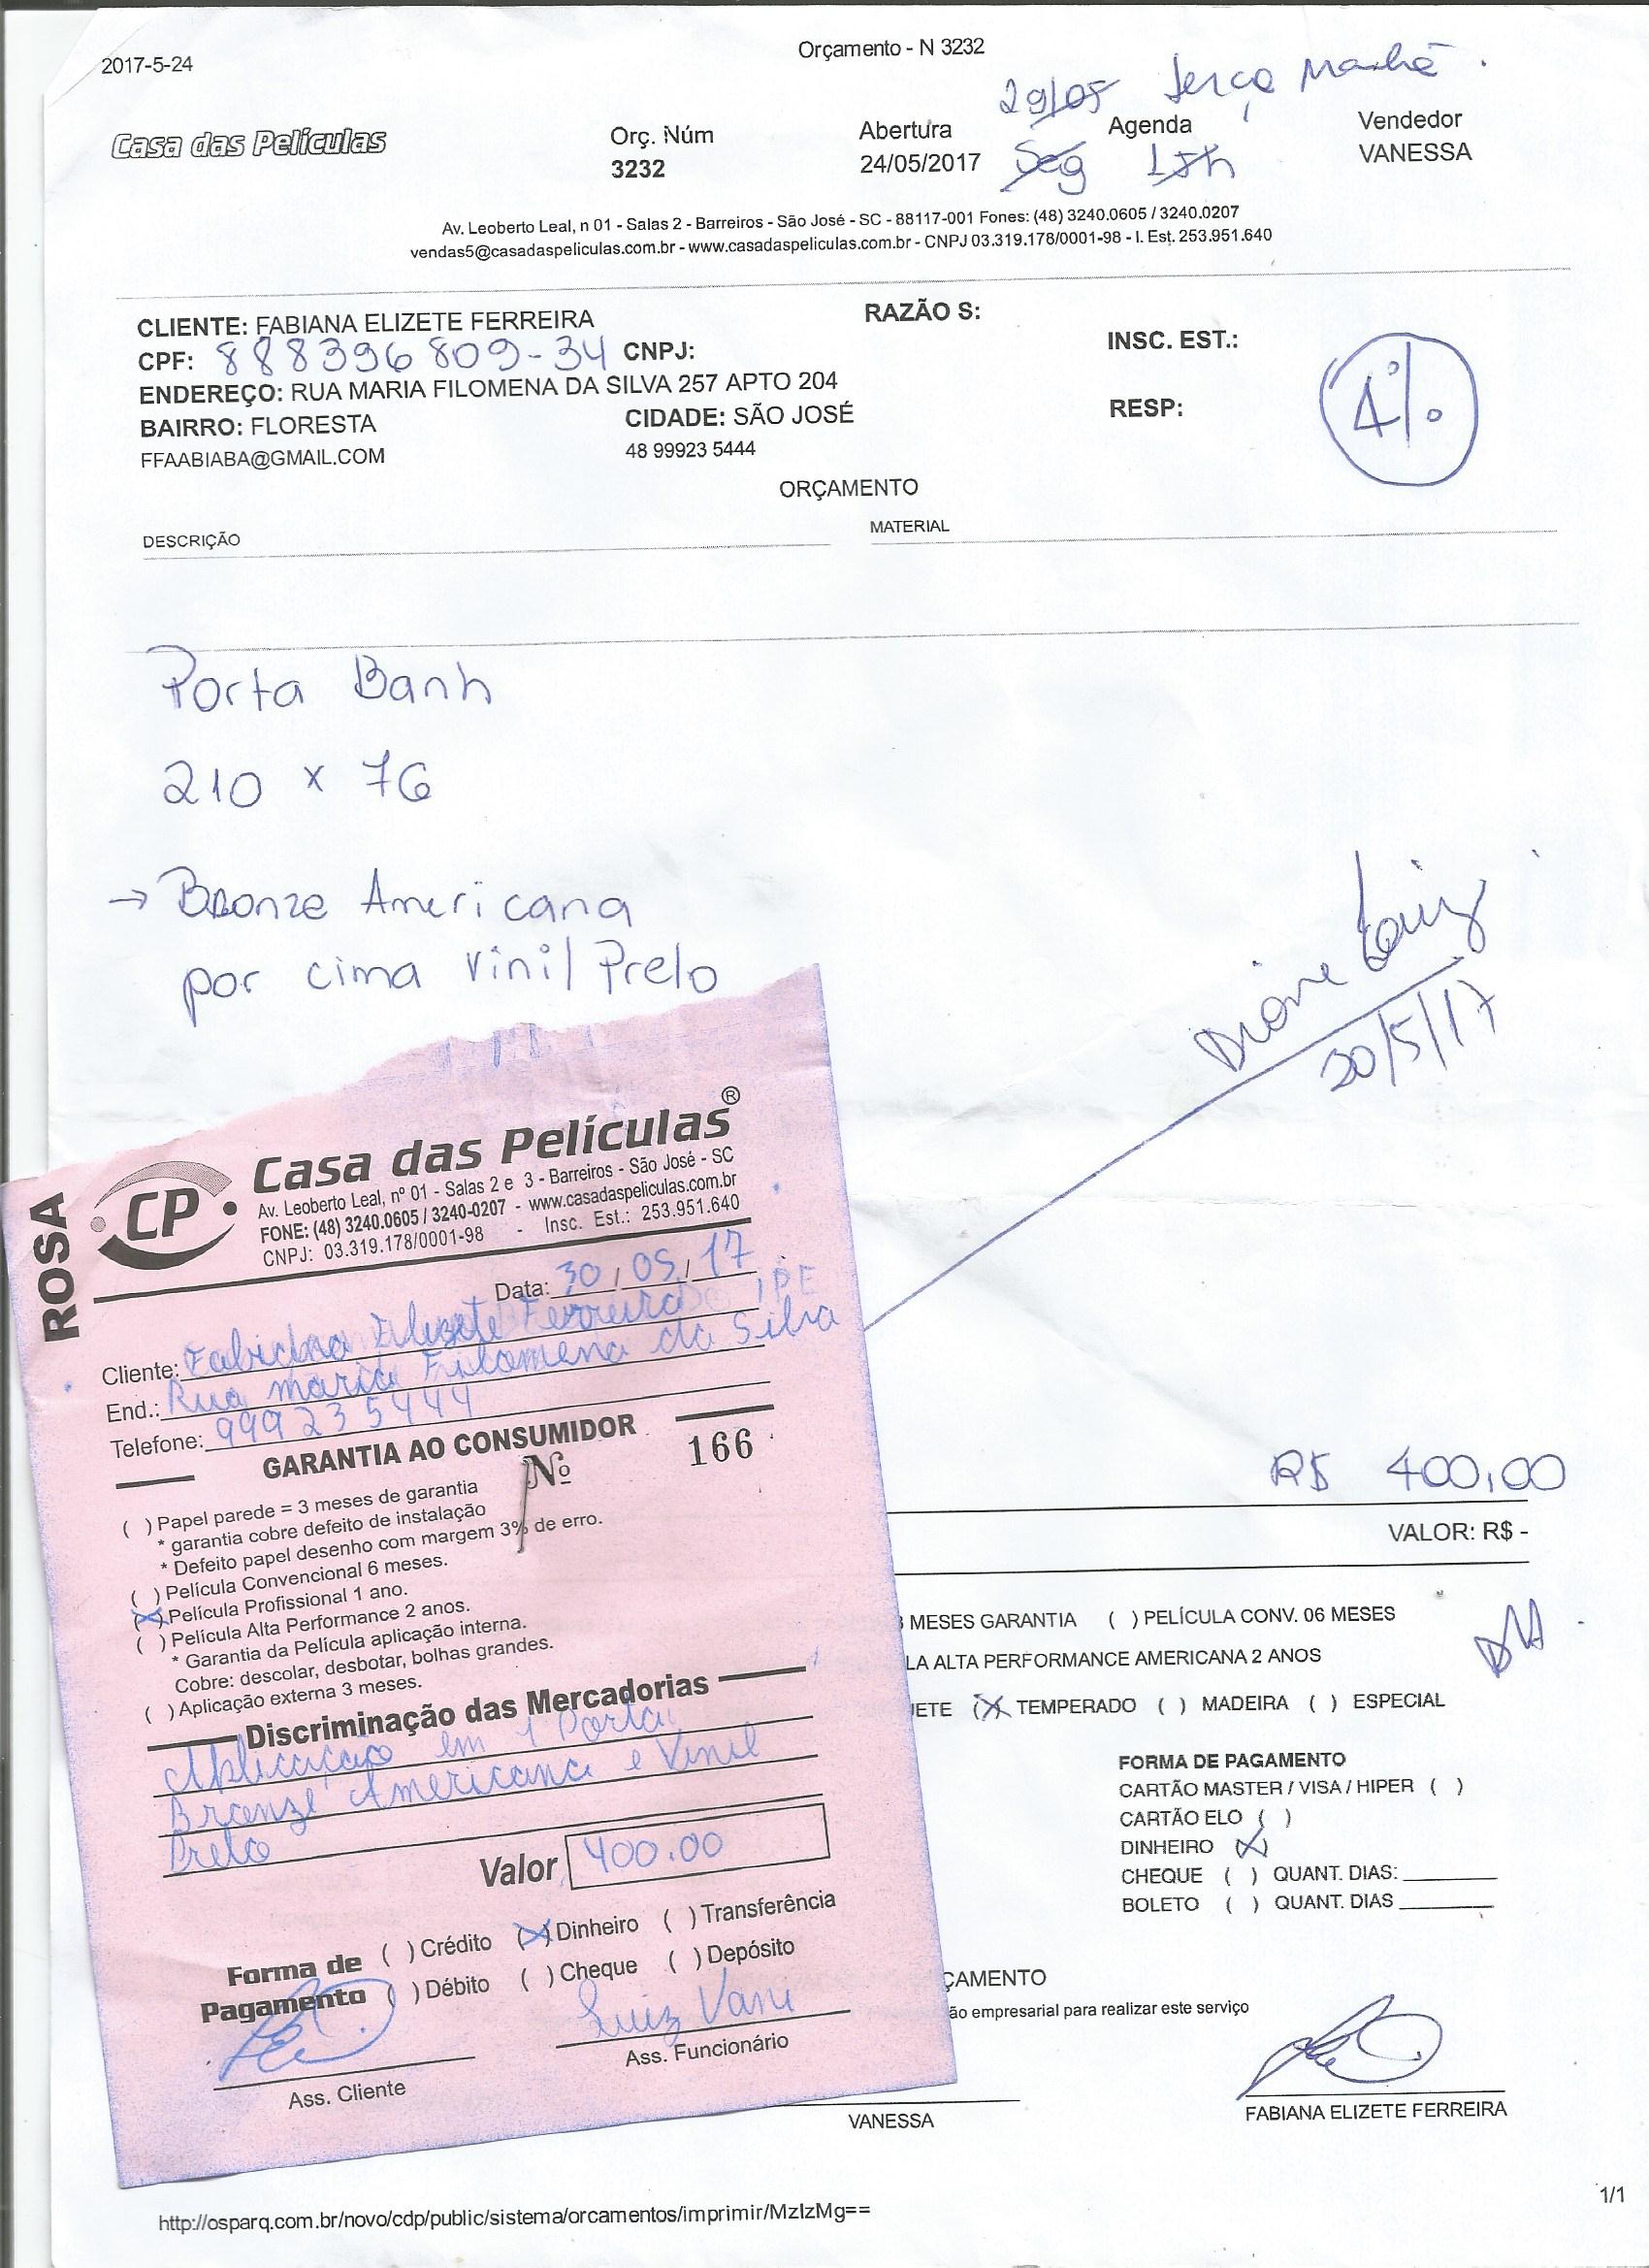 2017-5-24
Orçamento - N 3232
29/05 Terça Manhã.
Casa das Películas
Orç. Núm
3232
Abertura
24/05/2017
Agenda
Seg 15h
Vendedor
VANESSA
Av. Leoberto Leal, n 01 - Salas 2 - Barreiros - São José - SC - 88117-001 Fones: (48) 3240.0605 / 3240.0207
vendas5@casadaspeliculas.com.br - www.casadaspeliculas.com.br - CNPJ 03.319.178/0001-98 - I. Est. 253.951.640
CLIENTE: FABIANA ELIZETE FERREIRA
RAZÃO S:
INSC. EST.:
CPF: 888396809-34 CNPJ:
ENDEREÇO: RUA MARIA FILOMENA DA SILVA 257 APTO 204
BAIRRO: FLORESTA
CIDADE: SÃO JOSÉ
RESP:
4%
FFAABIABA@GMAIL.COM
48 99923 5444
ORÇAMENTO
DESCRIÇÃO
MATERIAL
Porta Banh
210 x 76
→ Bronze Americana
por cima vinil Preto
Luiz
30/5/17
ROSA
CP
Casa das Películas®
Av. Leoberto Leal, nº 01 - Salas 2 e 3 - Barreiros - São José - SC
FONE: (48) 3240.0605 / 3240-0207 - www.casadaspeliculas.com.br
CNPJ: 03.319.178/0001-98 - Insc. Est.: 253.951.640
Data: 30/05/17
Cliente: Fabiana Elizete Ferreira
End.: Rua maria Filomena da Silva
Telefone: 999235444
GARANTIA AO CONSUMIDOR
Nº 166
( ) Papel parede = 3 meses de garantia
* garantia cobre defeito de instalação
* Defeito papel desenho com margem 3% de erro.
( ) Película Convencional 6 meses.
(X) Película Profissional 1 ano.
( ) Película Alta Performance 2 anos.
* Garantia da Película aplicação interna.
Cobre: descolar, desbotar, bolhas grandes.
( ) Aplicação externa 3 meses.
Discriminação das Mercadorias
Aplicação em 1 Porta
Bronze Americana e Vinil
Preto
Valor 400.00
Forma de Pagamento
( ) Crédito (X) Dinheiro ( ) Transferência
( ) Débito ( ) Cheque ( ) Depósito
Luiz Vani
Ass. Cliente
Ass. Funcionário
R$ 400,00
VALOR: R$ -
MESES GARANTIA ( ) PELÍCULA CONV. 06 MESES
LA ALTA PERFORMANCE AMERICANA 2 ANOS
ETE (X) TEMPERADO ( ) MADEIRA ( ) ESPECIAL
FORMA DE PAGAMENTO
CARTÃO MASTER / VISA / HIPER ( )
CARTÃO ELO ( )
DINHEIRO (X)
CHEQUE ( ) QUANT. DIAS:
BOLETO ( ) QUANT. DIAS
ÇAMENTO
ão empresarial para realizar este serviço
VANESSA
FABIANA ELIZETE FERREIRA
http://osparq.com.br/novo/cdp/public/sistema/orcamentos/imprimir/MzIzMg==
1/1